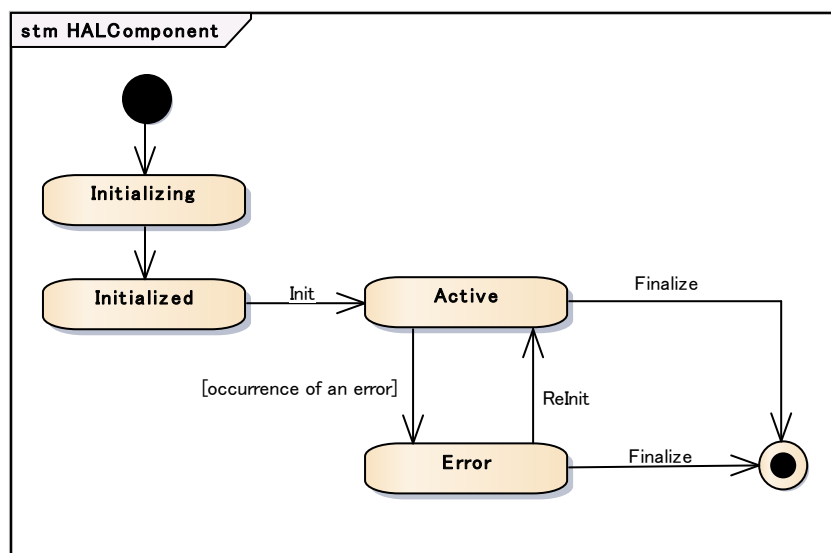 stm HALComponent
Initializing
Initialized
Init
Active
Finalize
[occurrence of an error]
ReInit
Error
Finalize